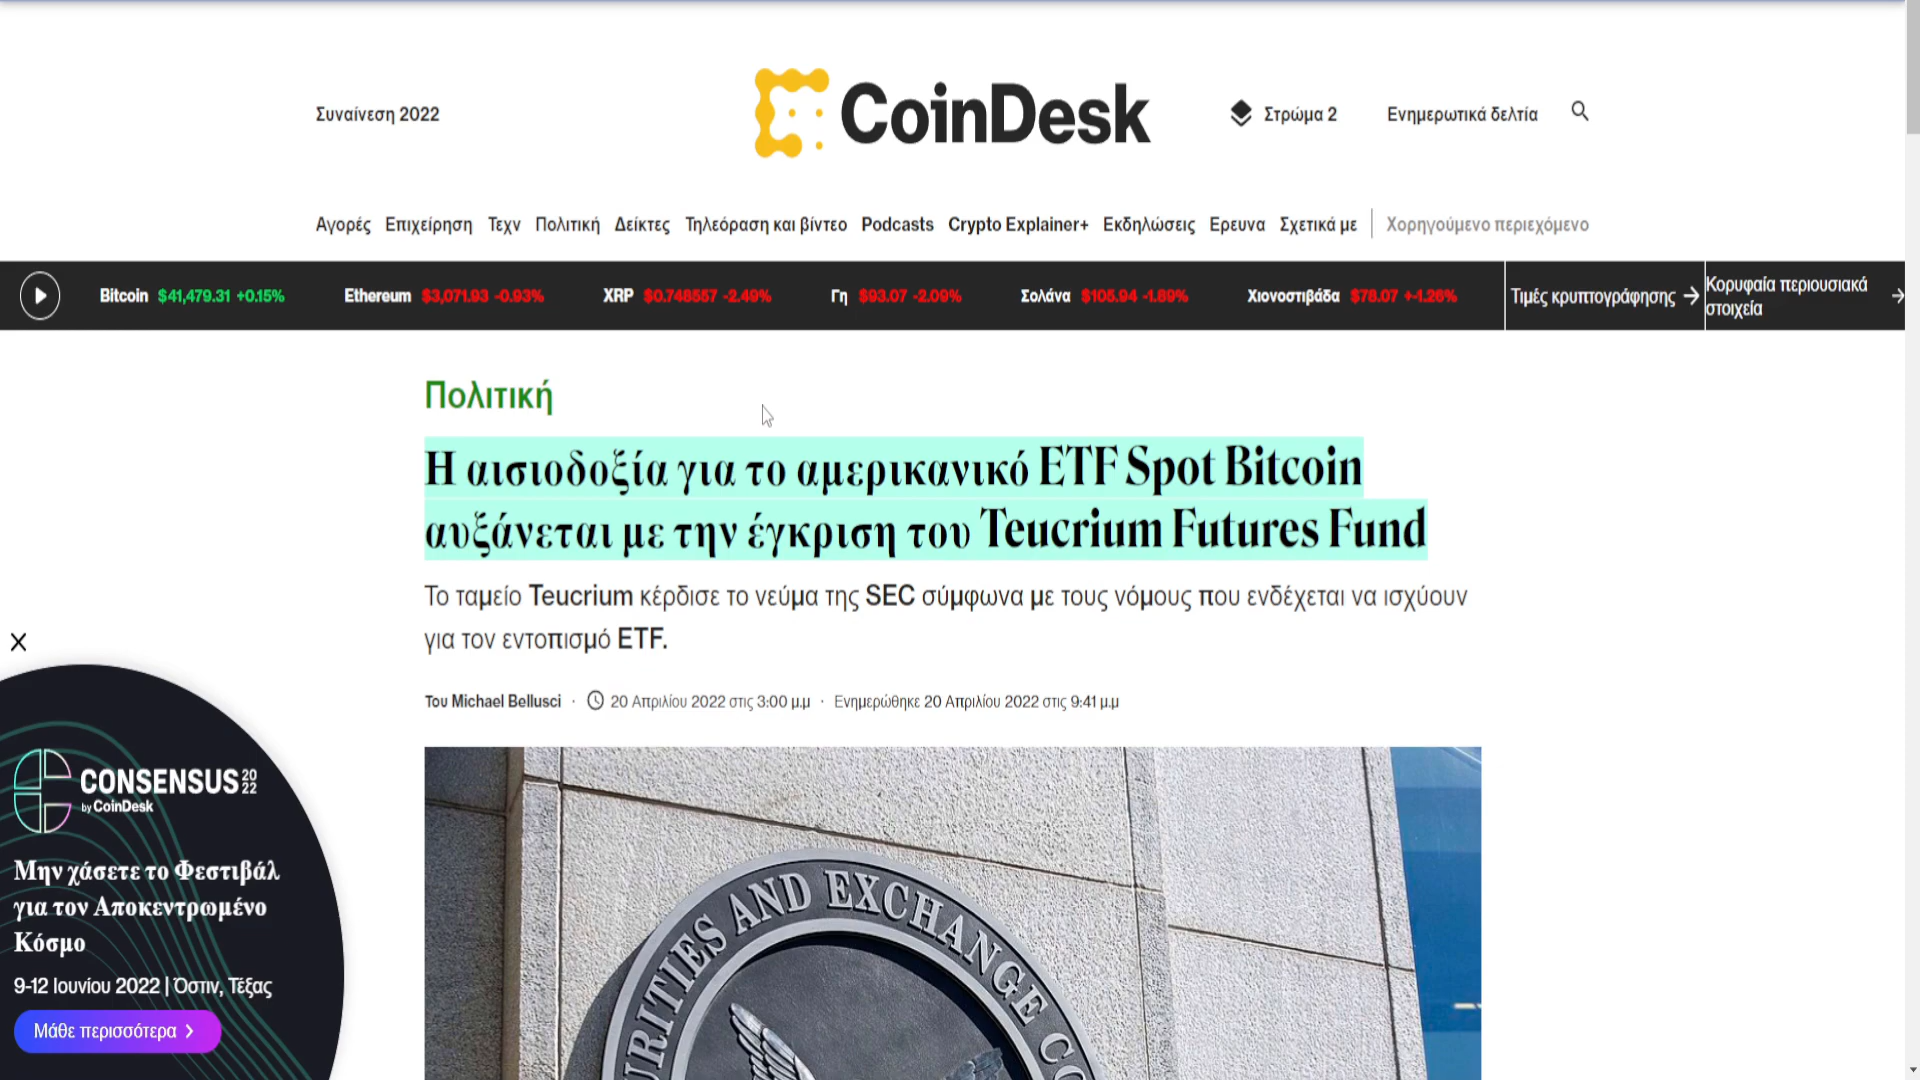 Συναίνεση 2022
CoinDesk
Στρώμα 2
Ενημερωτικά δελτία
Αγορές Επιχείρηση Τεχν Πολιτική Δείκτες Τηλεόραση και βίντεο Podcasts Crypto Explainer+ Εκδηλώσεις Ερευνα Σχετικά με Χορηγούμενο περιεχόμενο
Bitcoin $41,479.31 +0.15% Ethereum $3,071.93 -0.93% XRP $0.748557 -2.49% Γη $93.07 -2.09% Σολάνα $105.94 -1.89% Χιονοστιβάδα $78.07 +-1.26%
Τιμές κρυπτογράφησης
Κορυφαία περιουσιακά
στοιχεία
Πολιτική
Η αισιοδοξία για το αμερικανικό ETF Spot Bitcoin
αυξάνεται με την έγκριση του Teucrium Futures Fund
Το ταμείο Teucrium κέρδισε το νεύμα της SEC σύμφωνα με τους νόμους που ενδέχεται να ισχύουν
για τον εντοπισμό ETF.
Του Michael Bellusci · 20 Απριλίου 2022 στις 3:00 μ.μ · Ενημερώθηκε 20 Απριλίου 2022 στις 9:41 μ.μ
URITIES AND EXCHANGE CO
CONSENSUS 2022
by CoinDesk
Μην χάσετε το Φεστιβάλ
για τον Αποκεντρωμένο
Κόσμο
9-12 Ιουνίου 2022 | Όστιν, Τέξας
Μάθε περισσότερα